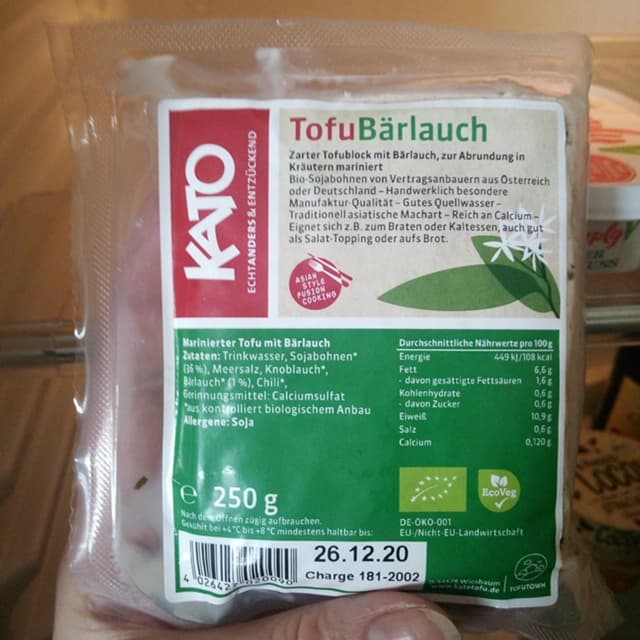 KATO
ECHTANDERS & ENTZÜCKEND
ASIAN
STYLE
FUSION
COOKING
TofuBärlauch
Zarter Tofublock mit Bärlauch, zur Abrundung in
Kräutern mariniert
Bio-Sojabohnen von Vertragsanbauern aus Österreich
oder Deutschland – Handwerklich besondere
Manufaktur-Qualität – Gutes Quellwasser –
Traditionell asiatische Machart – Reich an Calcium –
Eignet sich z.B. zum Braten oder Kaltessen, auch gut
als Salat-Topping oder aufs Brot.
Marinierter Tofu mit Bärlauch
Zutaten: Trinkwasser, Sojabohnen*
(36 %), Meersalz, Knoblauch*,
Bärlauch* (1 %), Chili*,
Gerinnungsmittel: Calciumsulfat
*aus kontrolliert biologischem Anbau
Allergene: Soja
Durchschnittliche Nährwerte pro 100g
Energie 449 kJ/108 kcal
Fett 6,6g
- davon gesättigte Fettsäuren 1,6 g
Kohlenhydrate 0,6 g
- davon Zucker 0,6 g
Eiweiß 10,9 g
Salz 0,6 g
Calcium 0,120 g
e 250 g
Nach dem Öffnen zügig aufbrauchen.
Gekühlt bei +4 °C bis +8 °C mindestens haltbar bis:
EcoVeg
DE-ÖKO-001
EU-/Nicht-EU-Landwirtschaft
26.12.20
Charge 181-2002
Wiesbaum
www.katotofu.de
TOFUTOWN